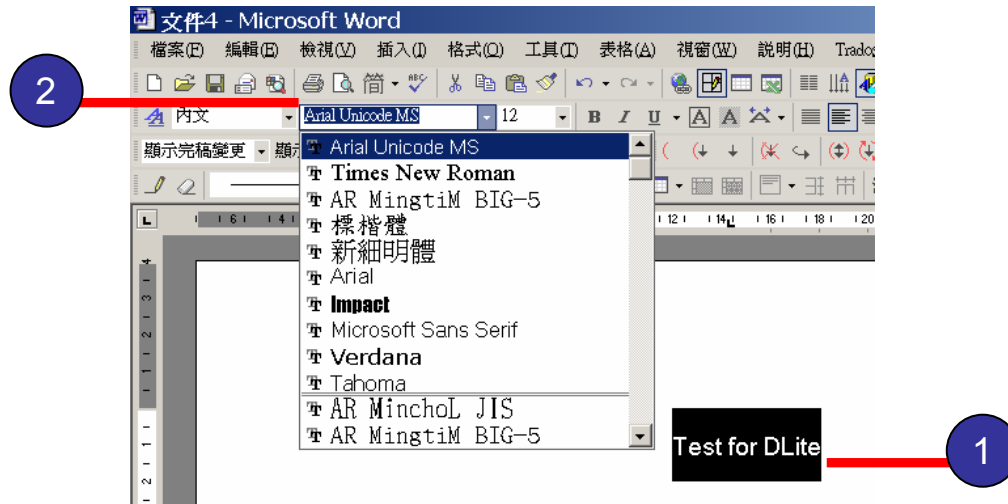 文件4 - Microsoft Word
檔案(F) 編輯(E) 檢視(V) 插入(I) 格式(O) 工具(T) 表格(A) 視窗(W) 說明(H) Trados
2
簡 ABC
內文 Arial Unicode MS 12 B I U A A
顯示完稿變更
Arial Unicode MS
Times New Roman
AR MingtiM BIG-5
標楷體
新細明體
Arial
Impact
Microsoft Sans Serif
Verdana
Tahoma
AR MinchoL JIS
AR MingtiM BIG-5
Test for DLite
1